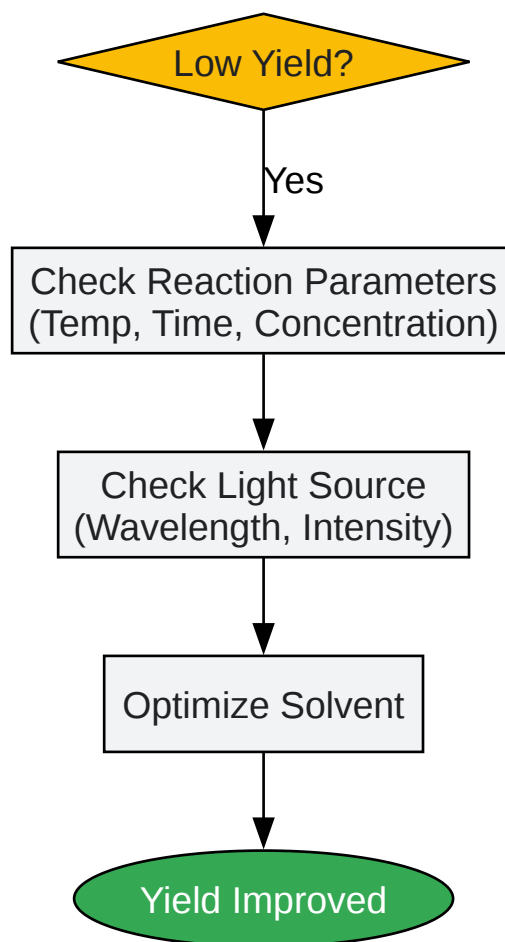 Low Yield?
Yes
Check Reaction Parameters
(Temp, Time, Concentration)
Check Light Source
(Wavelength, Intensity)
Optimize Solvent
Yield Improved